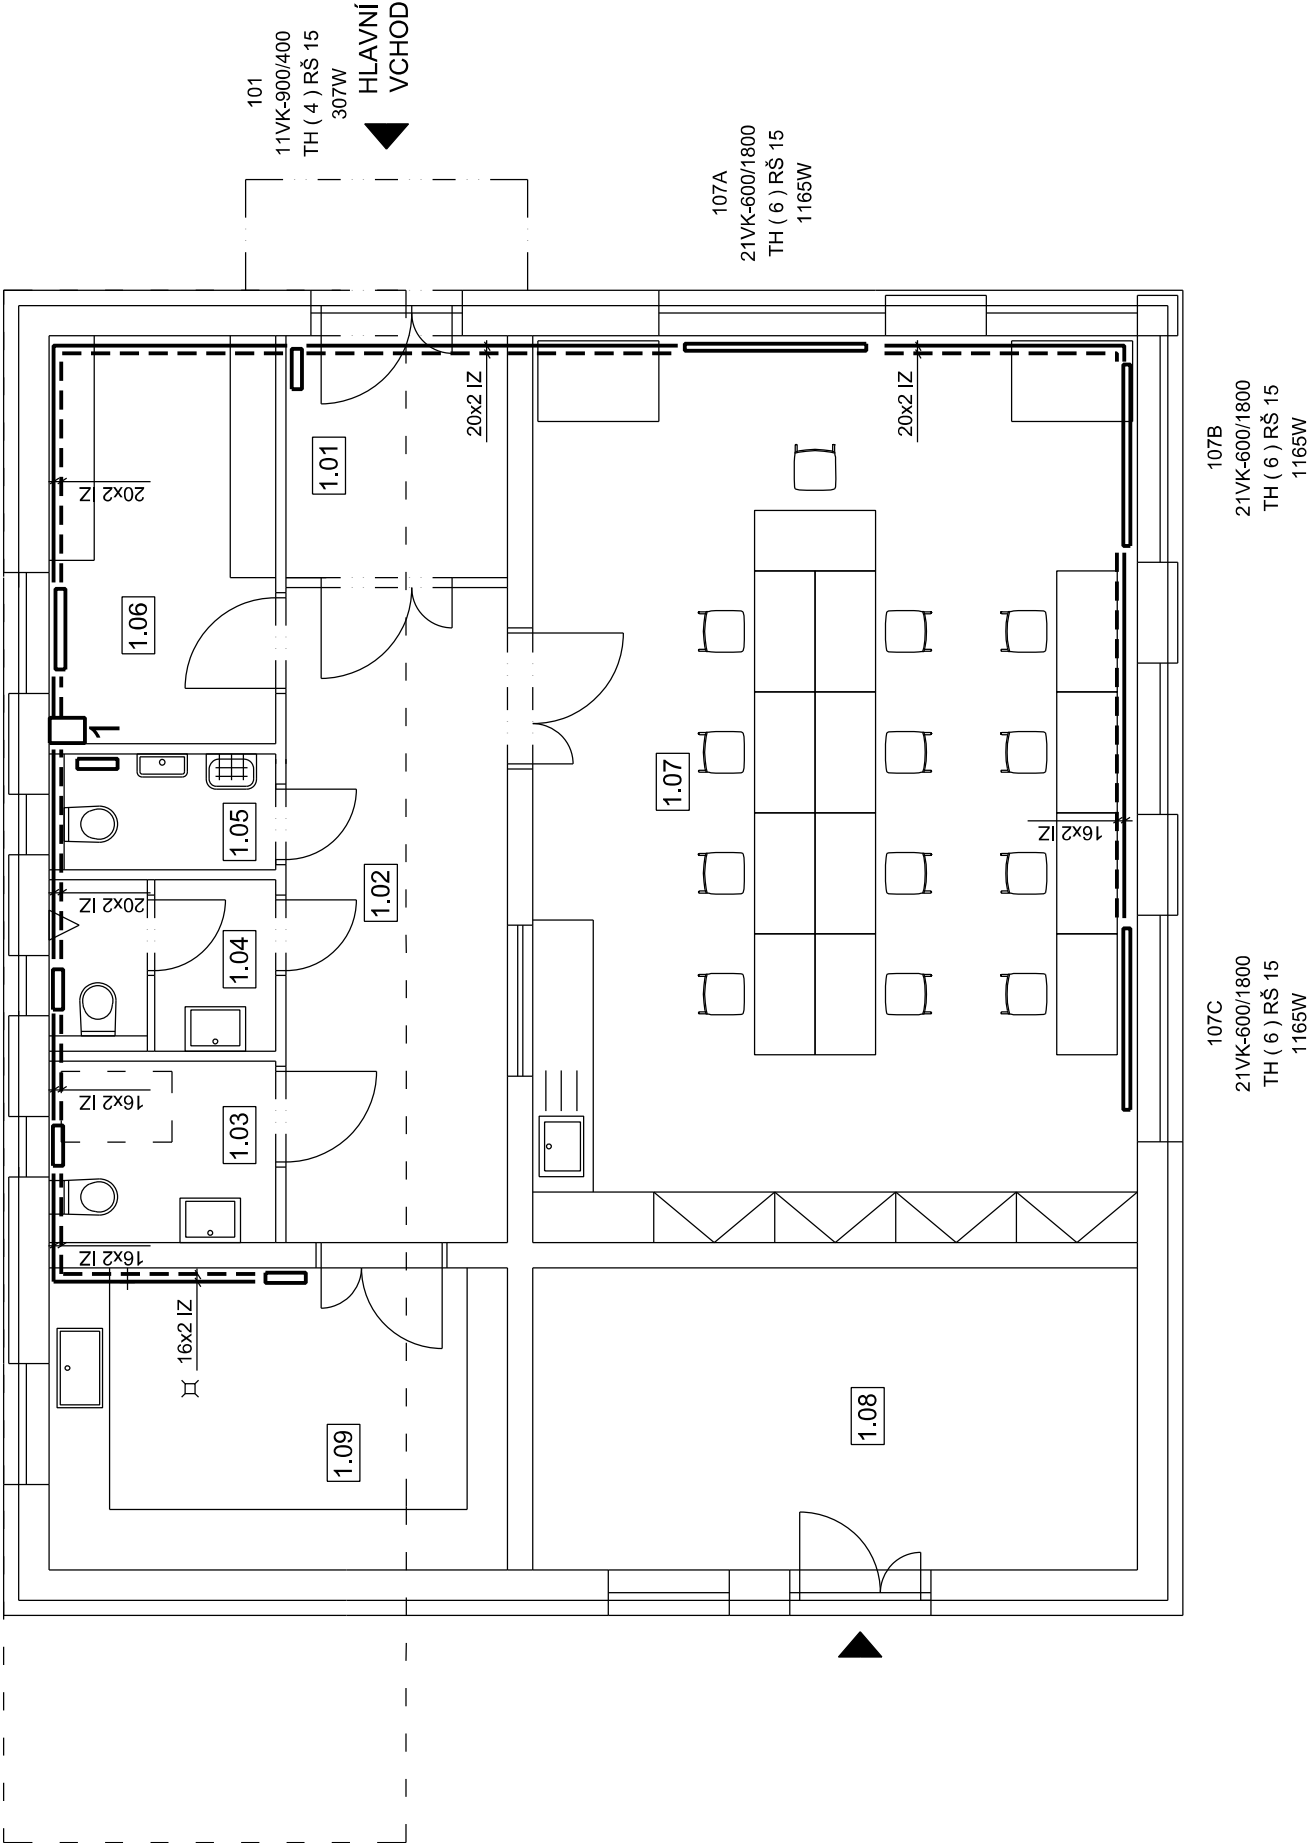 101
11VK-900/400
TH ( 4 ) RŠ 15
307W
HLAVNÍ
VCHOD
107A
21VK-600/1800
TH ( 6 ) RŠ 15
1165W
107B
21VK-600/1800
TH ( 6 ) RŠ 15
1165W
107C
21VK-600/1800
TH ( 6 ) RŠ 15
1165W
20x2 IZ
20x2 IZ
20x2 IZ
1.01
1.06
1
1.05
20x2 IZ
1.04
1.02
1.07
16x2 IZ
16x2 IZ
1.03
16x2 IZ
16x2 IZ
1.09
1.08